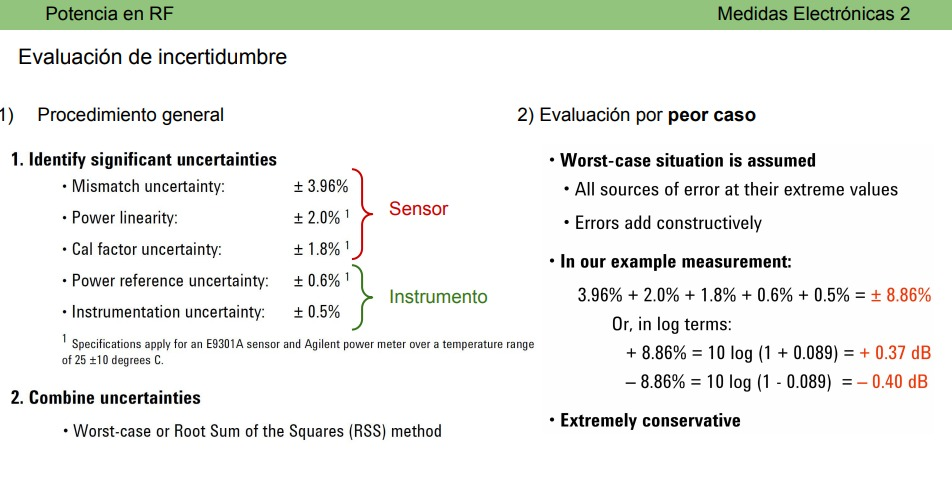 Potencia en RF
Medidas Electrónicas 2
Evaluación de incertidumbre
1) Procedimiento general
1. Identify significant uncertainties
• Mismatch uncertainty: ± 3.96%
• Power linearity: ± 2.0% ¹
• Cal factor uncertainty: ± 1.8% ¹
Sensor
• Power reference uncertainty: ± 0.6% ¹
• Instrumentation uncertainty: ± 0.5%
Instrumento
¹ Specifications apply for an E9301A sensor and Agilent power meter over a temperature range
of 25 ±10 degrees C.
2. Combine uncertainties
• Worst-case or Root Sum of the Squares (RSS) method
2) Evaluación por peor caso
• Worst-case situation is assumed
• All sources of error at their extreme values
• Errors add constructively
• In our example measurement:
3.96% + 2.0% + 1.8% + 0.6% + 0.5% = ± 8.86%
Or, in log terms:
+ 8.86% = 10 log (1 + 0.089) = + 0.37 dB
– 8.86% = 10 log (1 - 0.089) = – 0.40 dB
• Extremely conservative